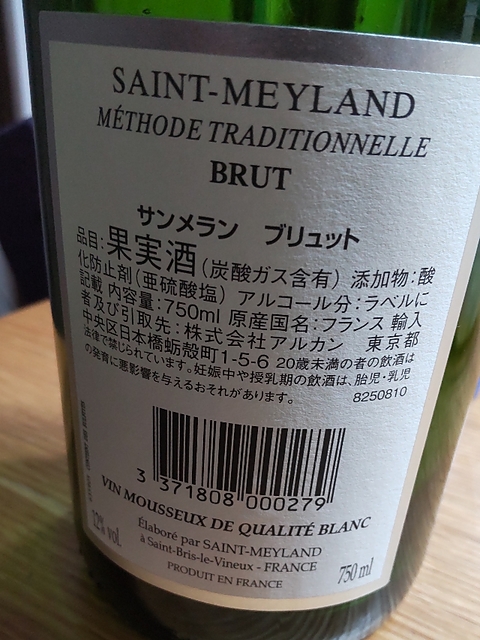 SAINT-MEYLAND
MÉTHODE TRADITIONNELLE
BRUT
サンメラン ブリュット
品目:果実酒(炭酸ガス含有) 添加物:酸
化防止剤(亜硫酸塩) アルコール分:ラベルに
記載 内容量:750ml 原産国名:フランス 輸入
者及び引取先:株式会社アルカン 東京都
中央区日本橋蛎殻町1-5-6 20歳未満の者の飲酒は
法律で禁じられています。妊娠中や授乳期の飲酒は、胎児・乳児
の発育に悪影響を与えるおそれがあります。 8250810
3 371808 000279
VIN MOUSSEUX DE QUALITÉ BLANC
12% vol.
Élaboré par SAINT-MEYLAND
à Saint-Bris-le-Vineux - FRANCE
PRODUIT EN FRANCE
750 ml